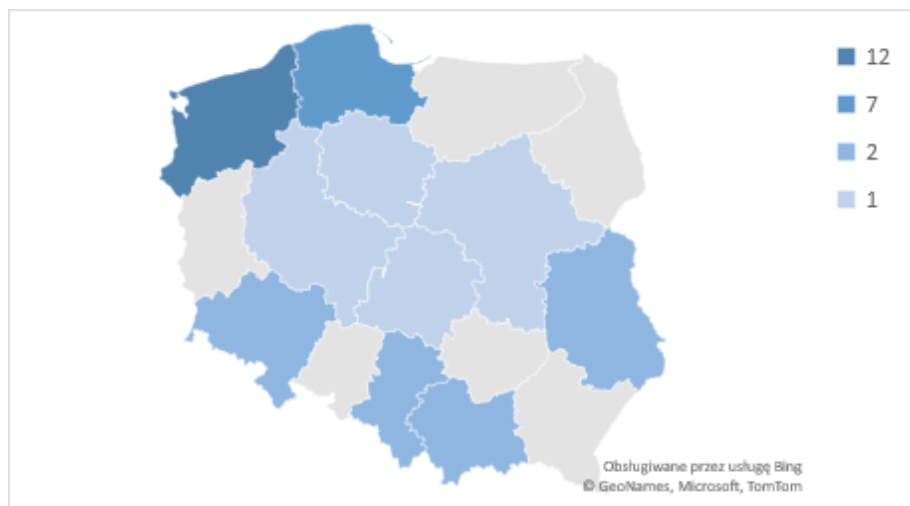 12
7
2
1
Obsługiwane przez usługę Bing
© GeoNames, Microsoft, TomTom